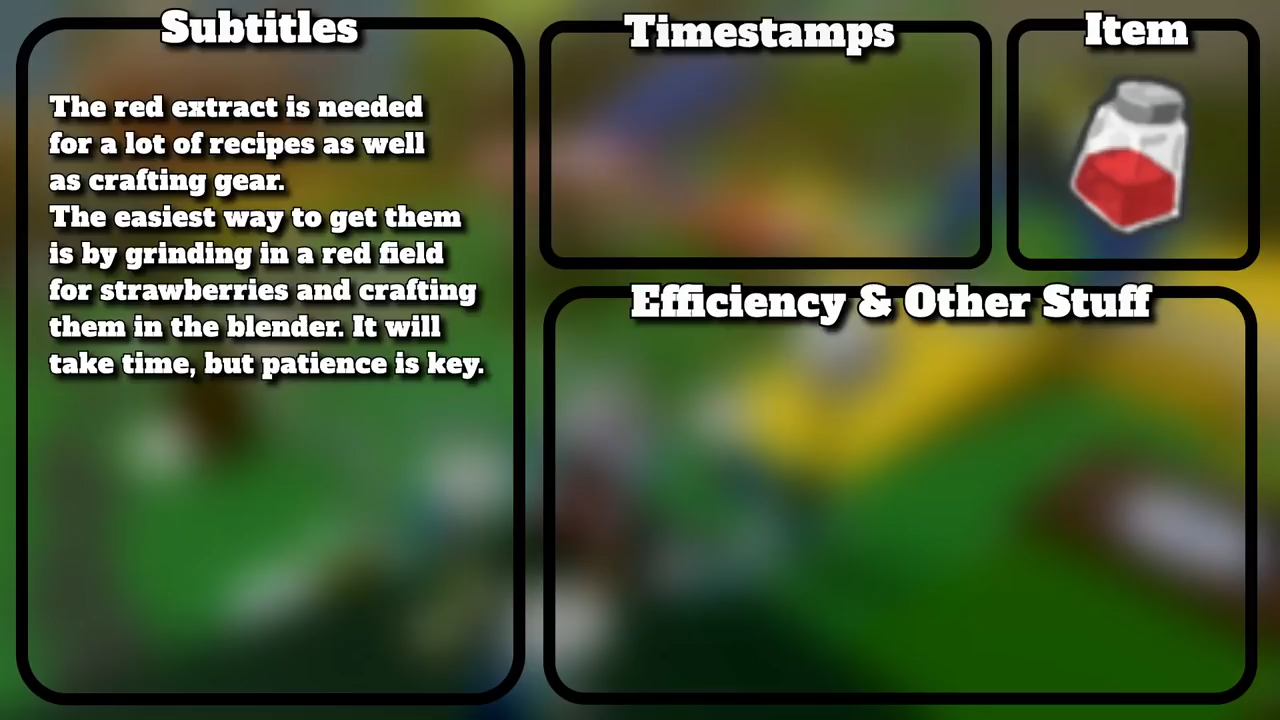 Subtitles
The red extract is needed
for a lot of recipes as well
as crafting gear.
The easiest way to get them
is by grinding in a red field
for strawberries and crafting
them in the blender. It will
take time, but patience is key.
Timestamps
Item
Efficiency & Other Stuff